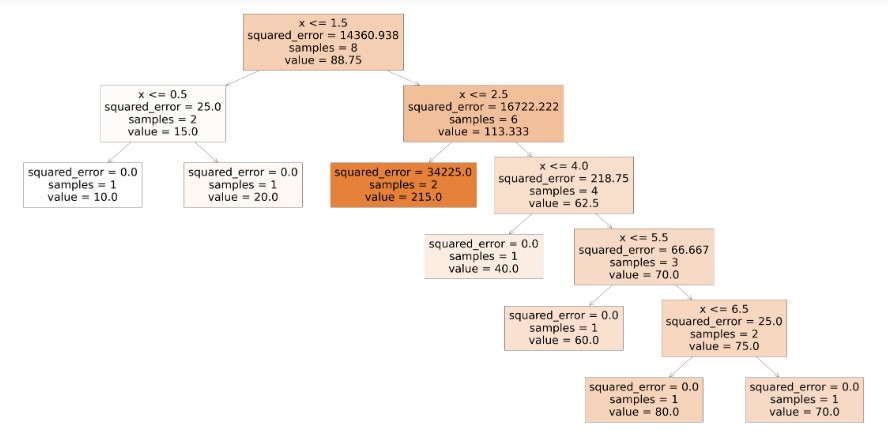 x <= 1.5
squared_error = 14360.938
samples = 8
value = 88.75
x <= 0.5
squared_error = 25.0
samples = 2
value = 15.0
x <= 2.5
squared_error = 16722.222
samples = 6
value = 113.333
squared_error = 0.0
samples = 1
value = 10.0
squared_error = 0.0
samples = 1
value = 20.0
squared_error = 34225.0
samples = 2
value = 215.0
x <= 4.0
squared_error = 218.75
samples = 4
value = 62.5
squared_error = 0.0
samples = 1
value = 40.0
x <= 5.5
squared_error = 66.667
samples = 3
value = 70.0
squared_error = 0.0
samples = 1
value = 60.0
x <= 6.5
squared_error = 25.0
samples = 2
value = 75.0
squared_error = 0.0
samples = 1
value = 80.0
squared_error = 0.0
samples = 1
value = 70.0